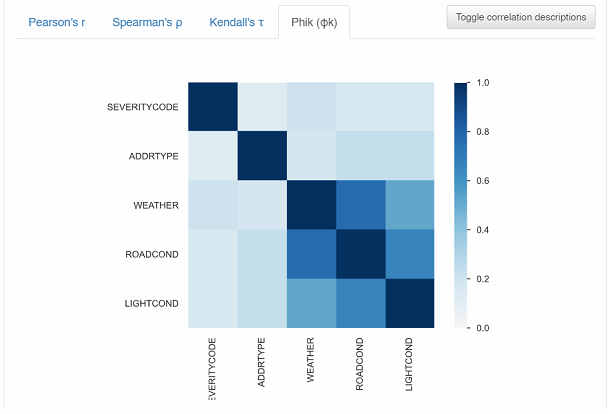 Pearson's r Spearman's ρ Kendall's τ Phik (φk) Toggle correlation descriptions
SEVERITYCODE
ADDRTYPE
WEATHER
ROADCOND
LIGHTCOND
1.0
0.8
0.6
0.4
0.2
0.0
EVERITYCODE
ADDRTYPE
WEATHER
ROADCOND
LIGHTCOND